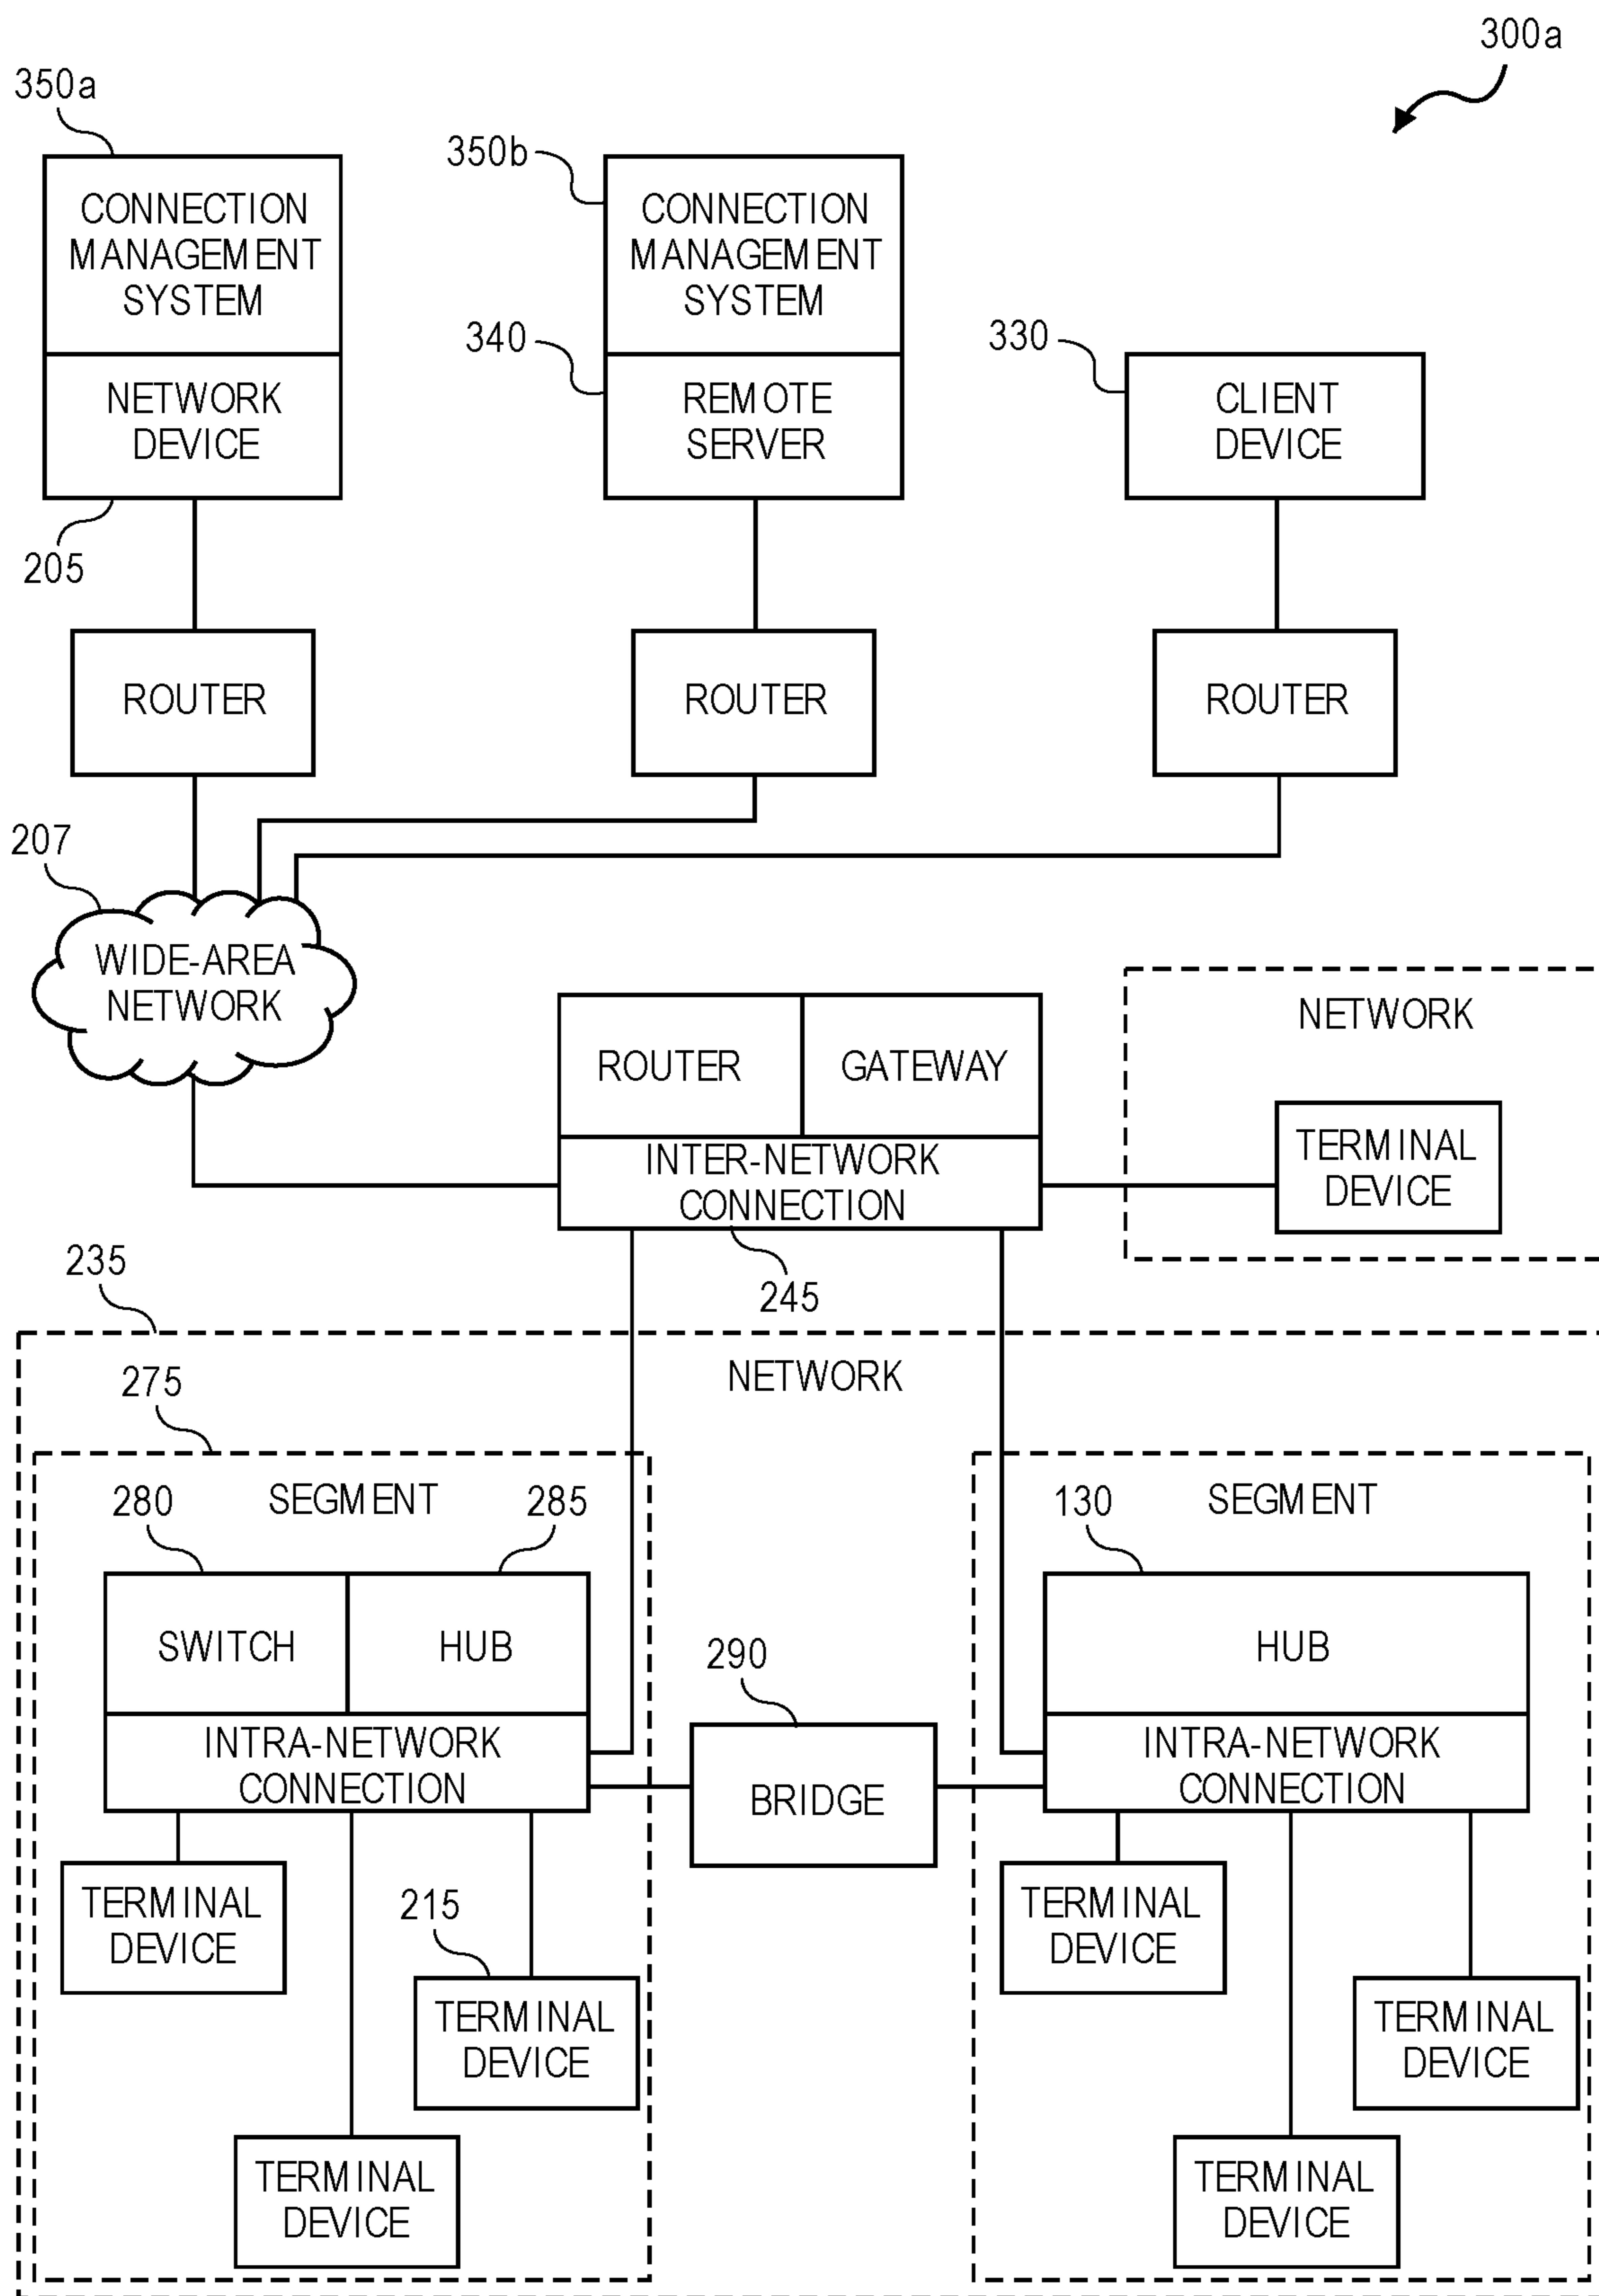 300a
350a
CONNECTION
MANAGEMENT
SYSTEM
NETWORK
DEVICE
205
350b
CONNECTION
MANAGEMENT
SYSTEM
340
REMOTE
SERVER
330
CLIENT
DEVICE
ROUTER
ROUTER
ROUTER
207
WIDE-AREA
NETWORK
ROUTER
GATEWAY
INTER-NETWORK
CONNECTION
245
NETWORK
TERMINAL
DEVICE
235
NETWORK
275
SEGMENT
280
285
SWITCH
HUB
INTRA-NETWORK
CONNECTION
TERMINAL
DEVICE
215
TERMINAL
DEVICE
TERMINAL
DEVICE
290
BRIDGE
SEGMENT
130
HUB
INTRA-NETWORK
CONNECTION
TERMINAL
DEVICE
TERMINAL
DEVICE
TERMINAL
DEVICE